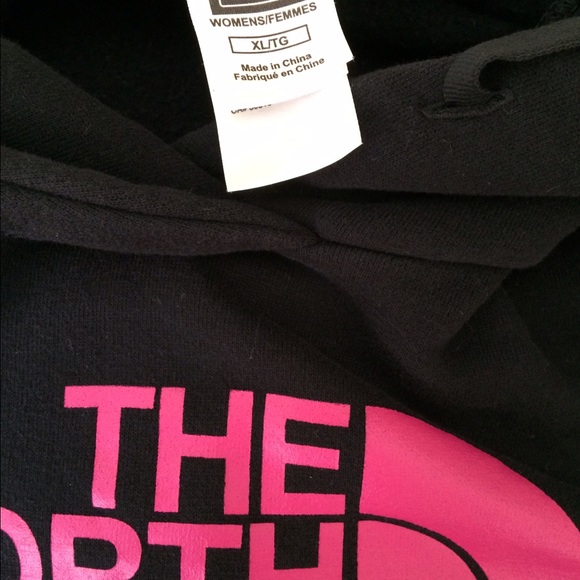 WOMENS/FEMMES
XL/TG
Made in China
Fabriqué en Chine
THE